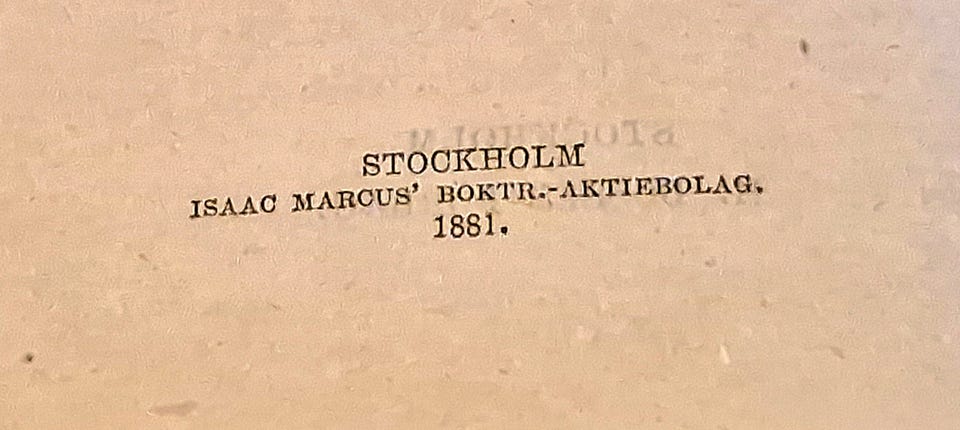 STOCKHOLM
ISAAC MARCUS' BOKTR.-AKTIEBOLAG.
1881.